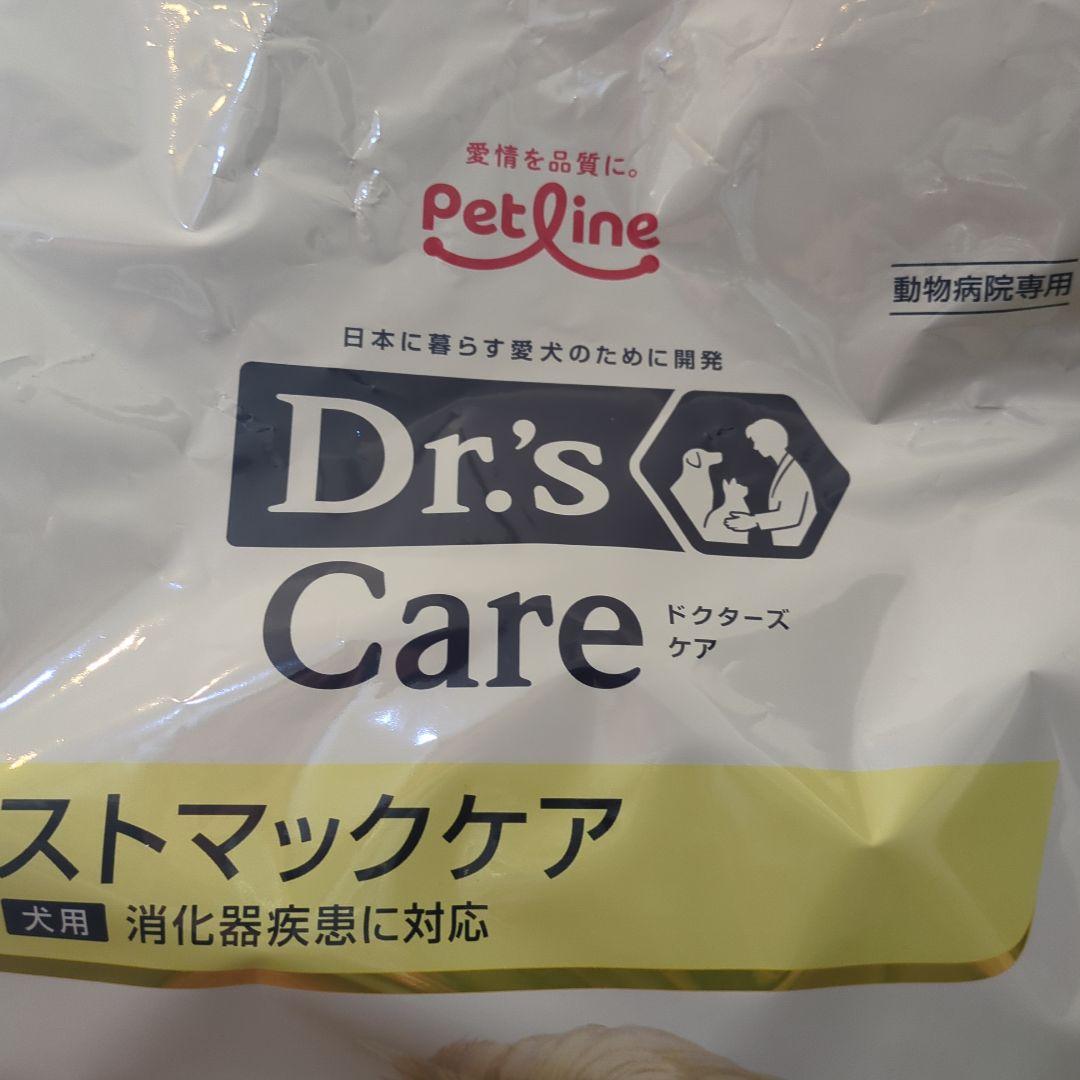 愛情を品質に。
Petline
動物病院専用
日本に暮らす愛犬のために開発
Dr.'s
Care
ドクターズ
ケア
ストマックケア
犬用 消化器疾患に対応